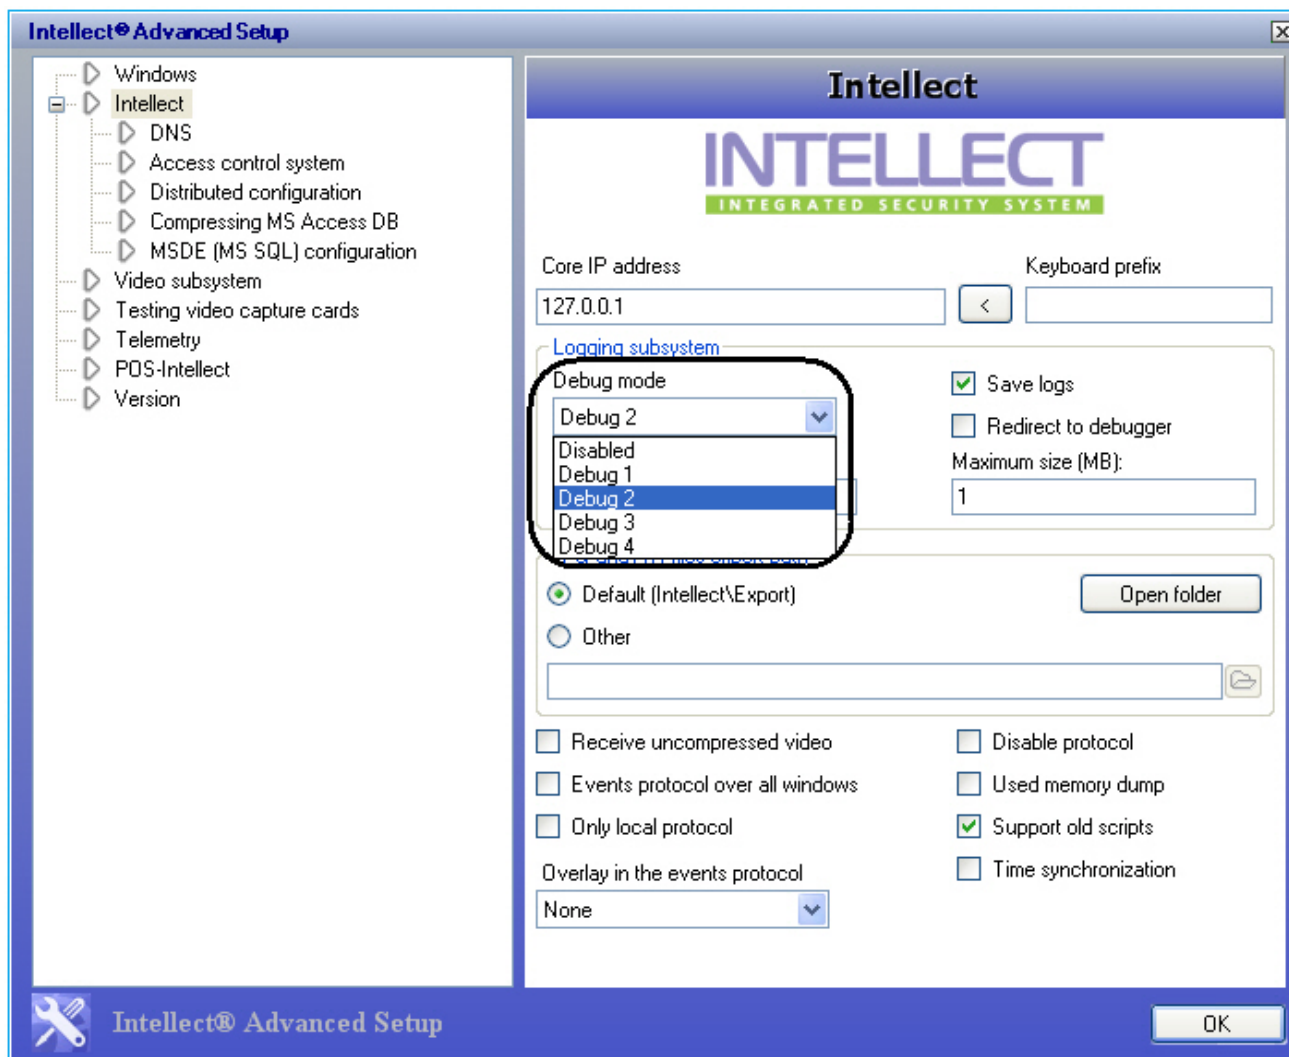 Intellect® Advanced Setup
Windows
Intellect
DNS
Access control system
Distributed configuration
Compressing MS Access DB
MSDE (MS SQL) configuration
Video subsystem
Testing video capture cards
Telemetry
POS-Intellect
Version
Intellect
INTELLECT
INTEGRATED SECURITY SYSTEM
Core IP address
Keyboard prefix
127.0.0.1
<
Logging subsystem
Debug mode
Save logs
Debug 2
Redirect to debugger
Disabled
Debug 1
Debug 2
Debug 3
Debug 4
Maximum size (MB):
1
Default (Intellect\Export)
Open folder
Other
Receive uncompressed video
Disable protocol
Events protocol over all windows
Used memory dump
Only local protocol
Support old scripts
Overlay in the events protocol
Time synchronization
None
Intellect® Advanced Setup
OK